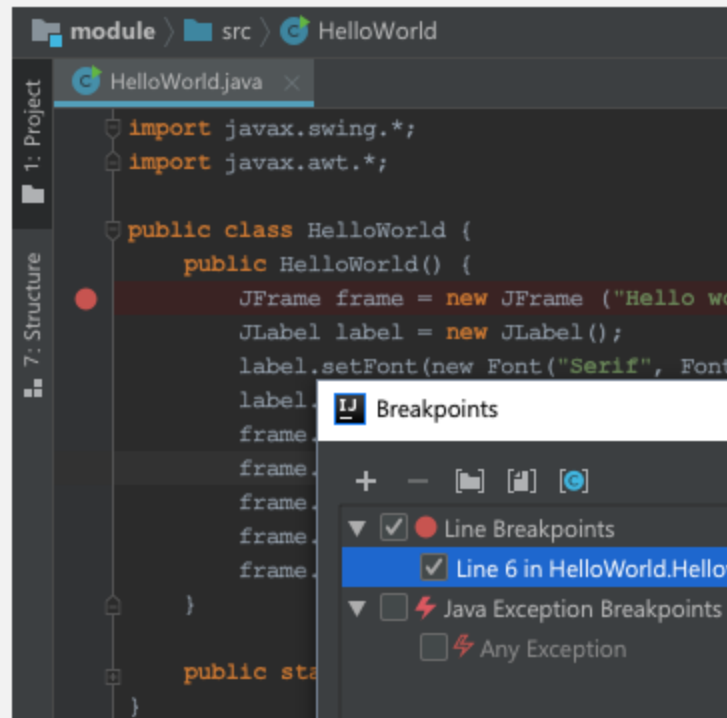 module src HelloWorld
HelloWorld.java
1: Project
7: Structure
import javax.swing.*;
import javax.awt.*;
public class HelloWorld {
public HelloWorld() {
JFrame frame = new JFrame ("Hello
JLabel label = new JLabel();
label.setFont(new Font("Serif", Font
label.
frame.
frame.
frame.
frame.
frame.
}
public
}
IJ Breakpoints
Line Breakpoints
Line 6 in HelloWorld.Hello
Java Exception Breakpoints
Any Exception